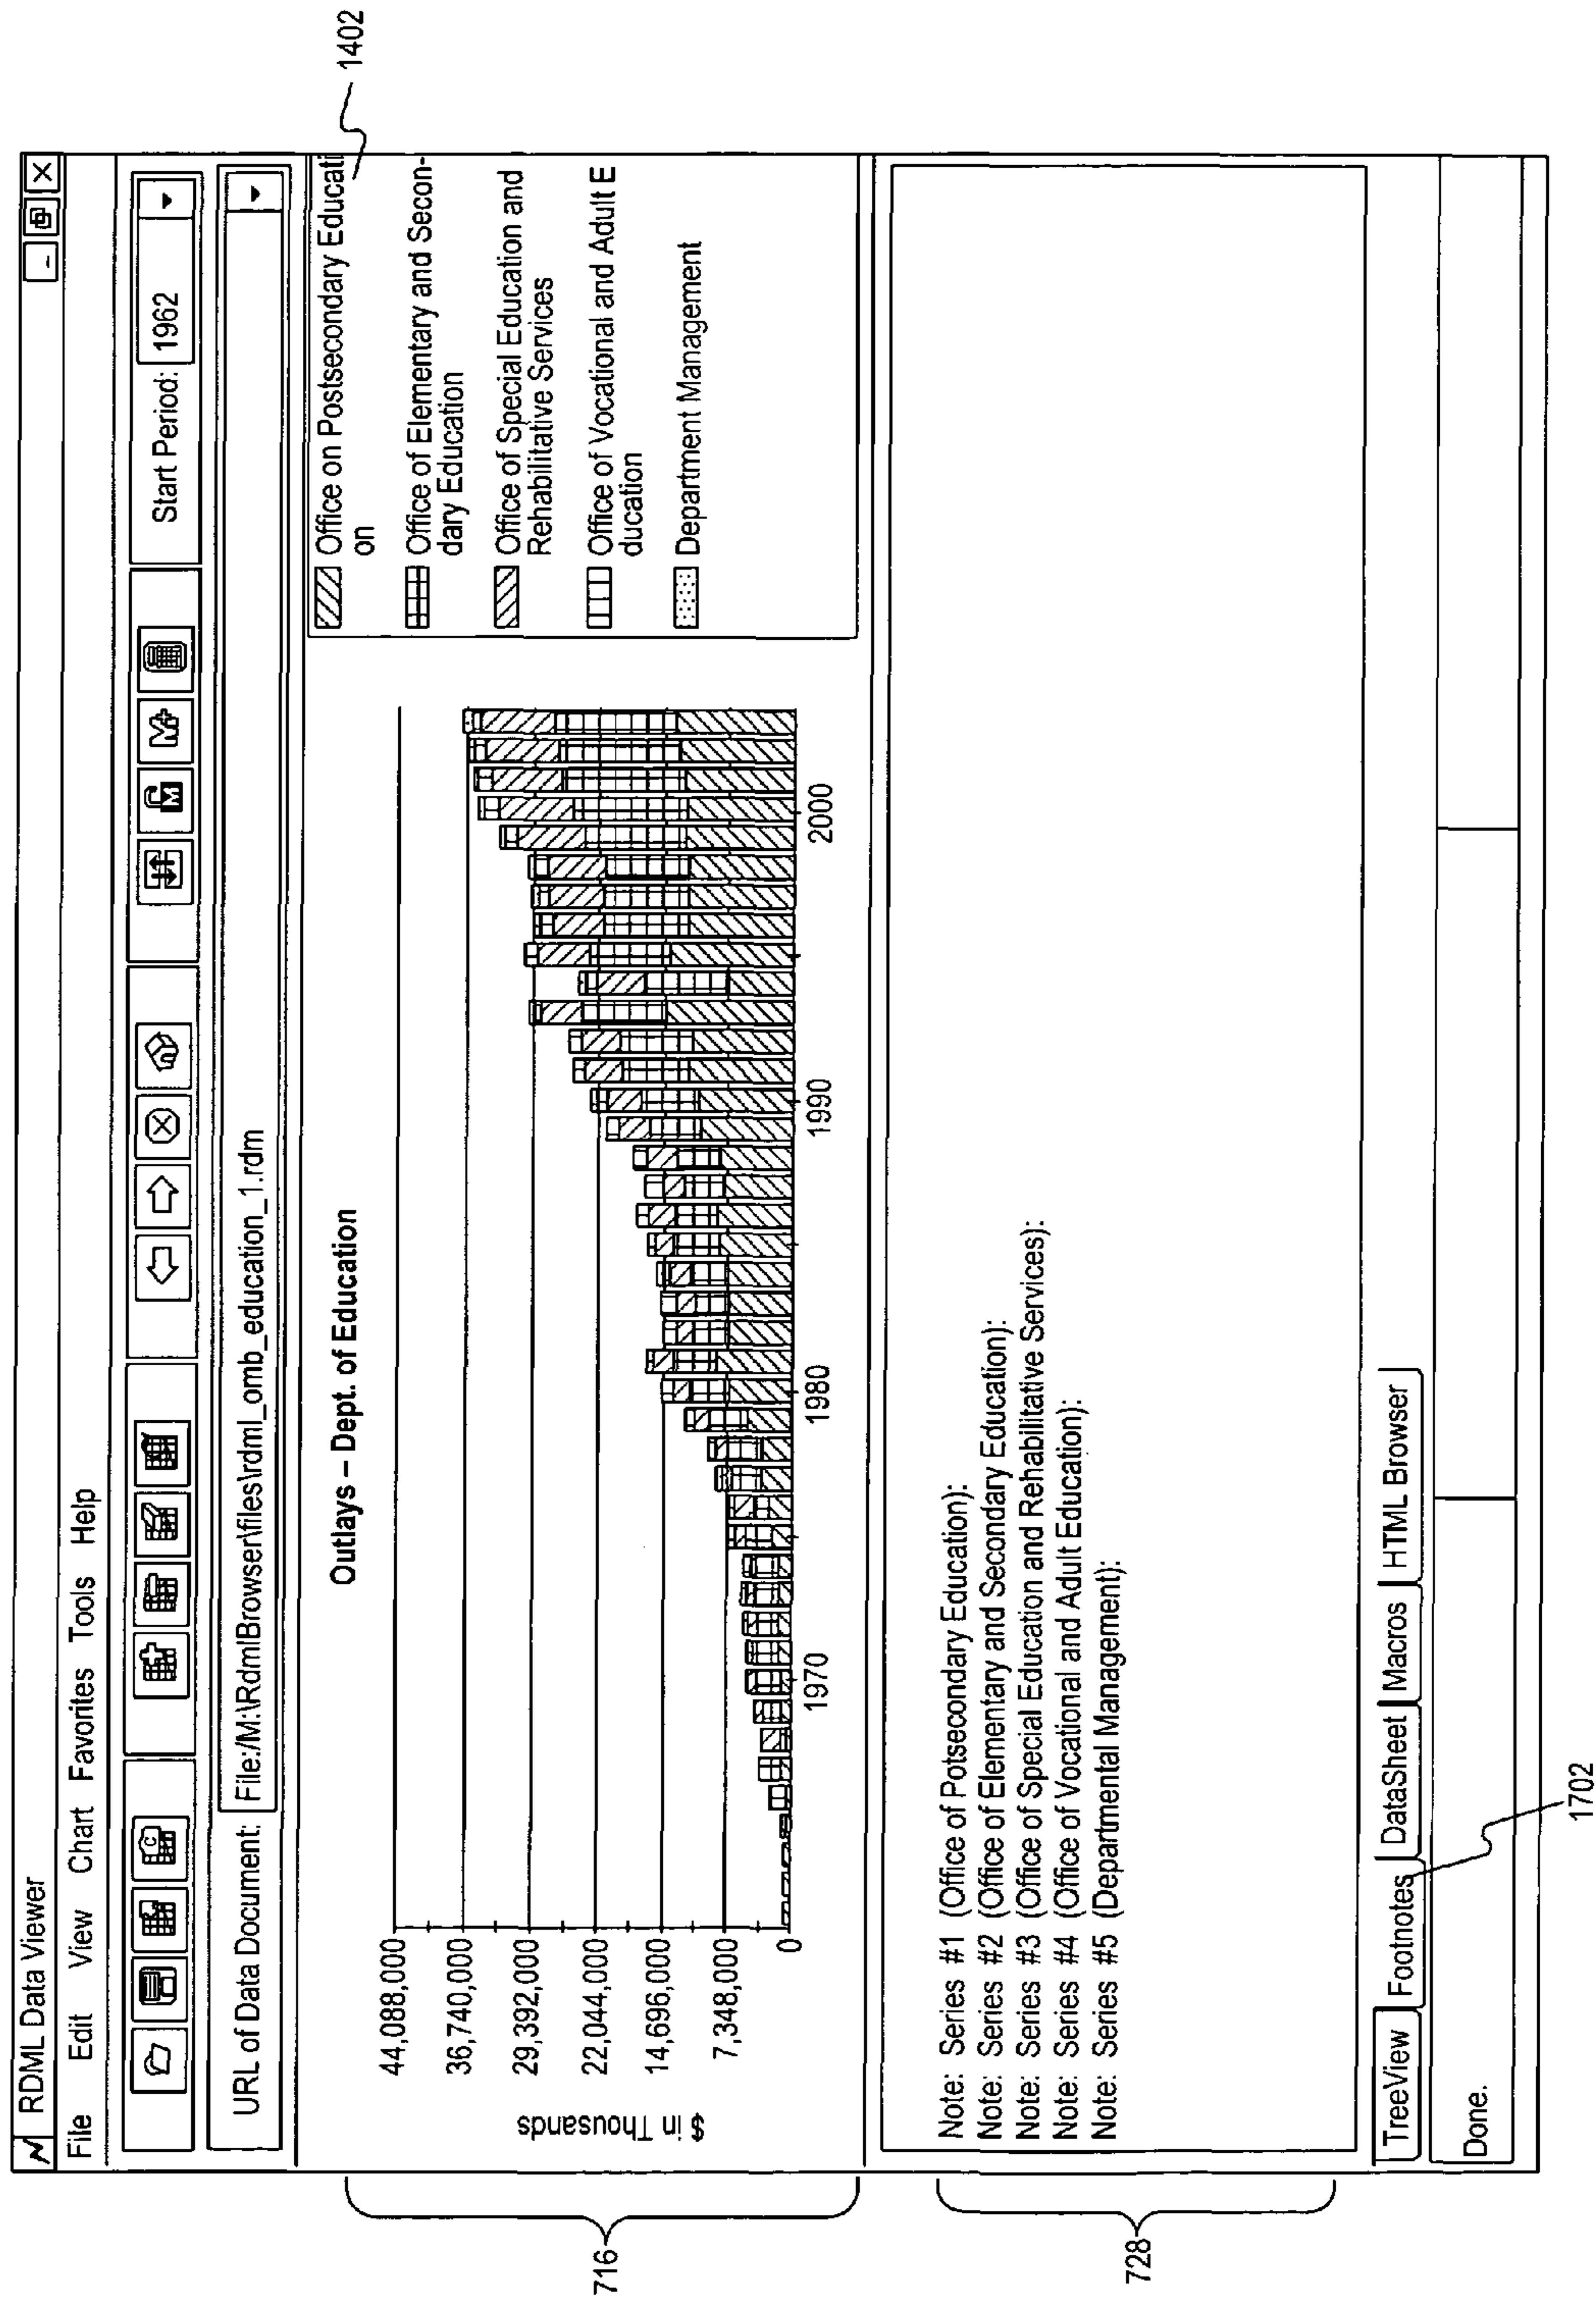 RDML Data Viewer
File Edit View Chart Favorites Tools Help
Start Period: 1962
URL of Data Document: File:/M:\RdmlBrowser\files\rdml_omb_education_1.rdm
Outlays – Dept. of Education
$ in Thousands
44,088,000
36,740,000
29,392,000
22,044,000
14,696,000
7,348,000
0
1970
1980
1990
2000
Office on Postsecondary Educati
on
Office of Elementary and Secon-
dary Education
Office of Special Education and
Rehabilitative Services
Office of Vocational and Adult E
ducation
Department Management
1402
716
Note: Series #1 (Office of Potsecondary Education):
Note: Series #2 (Office of Elementary and Secondary Education):
Note: Series #3 (Office of Special Education and Rehabilitative Services):
Note: Series #4 (Office of Vocational and Adult Education):
Note: Series #5 (Departmental Management):
728
TreeView Footnotes DataSheet Macros HTML Browser
Done.
1702